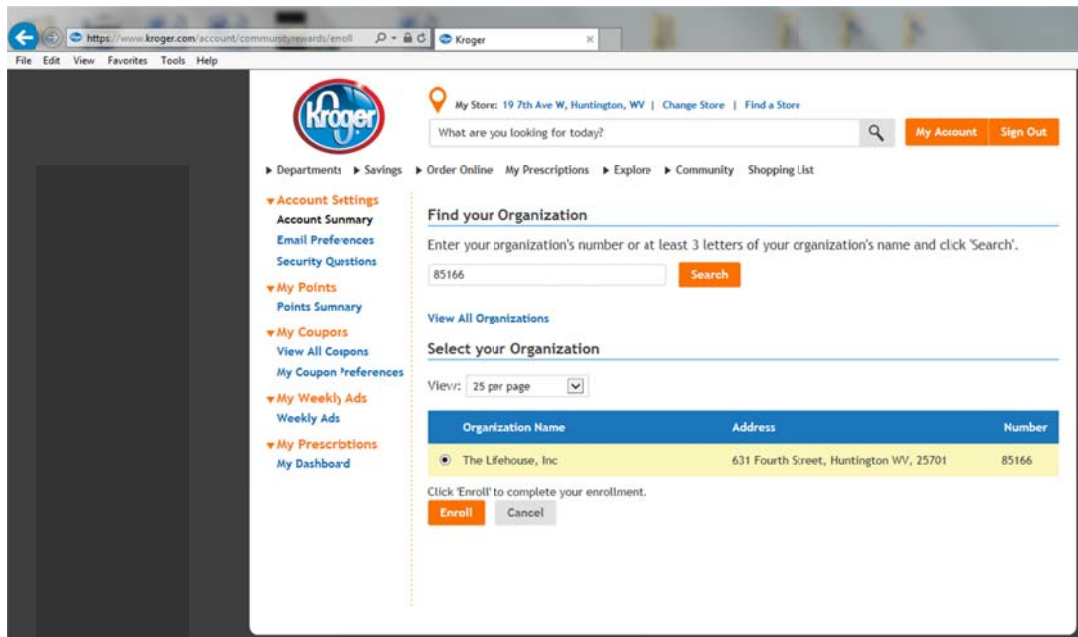 https://www.kroger.com/account/communityrewards/enroll
Kroger
File Edit View Favorites Tools Help
Kroger
My Store: 19 7th Ave W, Huntington, WV | Change Store | Find a Store
What are you looking for today?
My Account Sign Out
Departments Savings Order Online My Prescriptions Explore Community Shopping List
Account Settings
Account Summary
Email Preferences
Security Questions
My Points
Points Summary
My Coupons
View All Coupons
My Coupon Preferences
My Weekly Ads
Weekly Ads
My Prescriptions
My Dashboard
Find your Organization
Enter your organization's number or at least 3 letters of your organization's name and click 'Search'.
85166 Search
View All Organizations
Select your Organization
View: 25 per page
Organization Name Address Number
The Lifehouse, Inc 631 Fourth Street, Huntington WV, 25701 85166
Click 'Enroll' to complete your enrollment.
Enroll Cancel